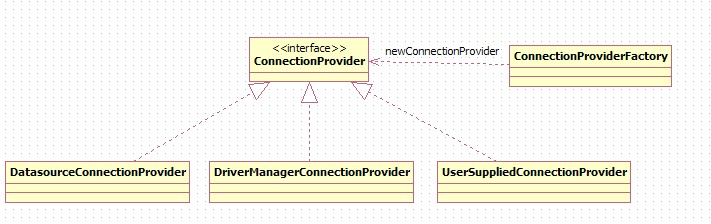 <<interface>>
ConnectionProvider
newConnectionProvider
ConnectionProviderFactory
DatasourceConnectionProvider
DriverManagerConnectionProvider
UserSuppliedConnectionProvider